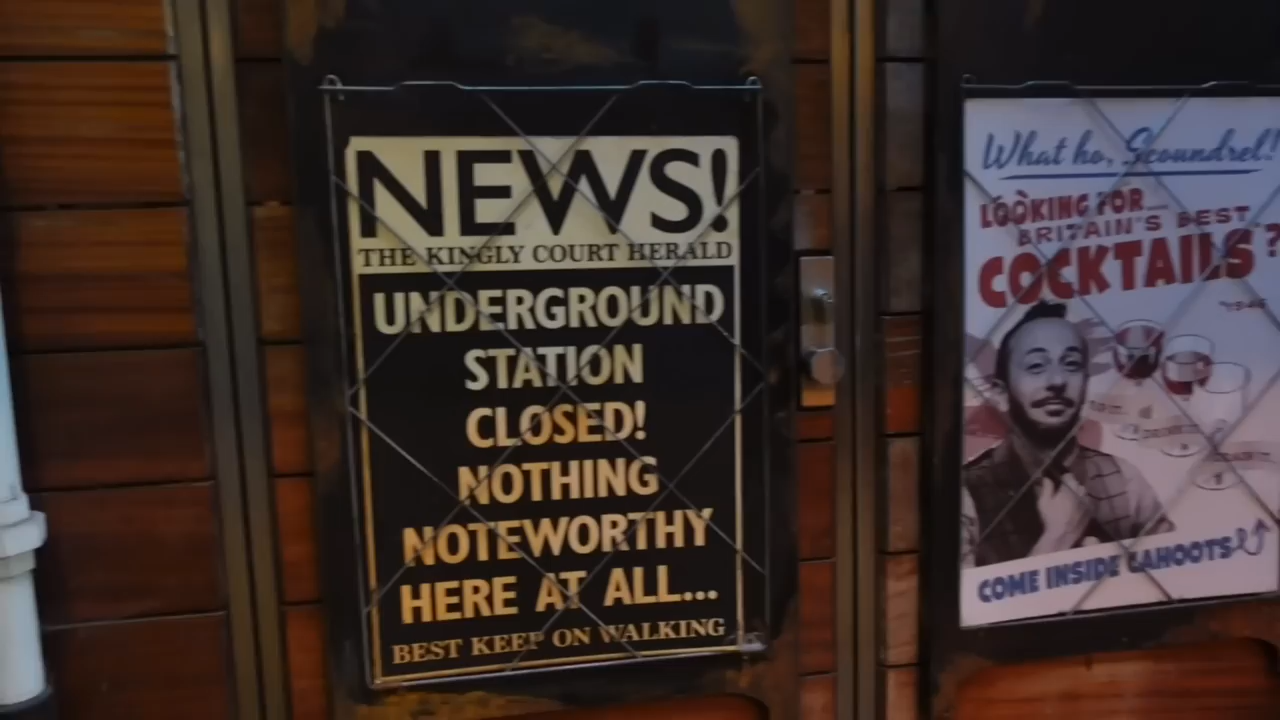 NEWS!
THE KINGLY COURT HERALD
UNDERGROUND
STATION
CLOSED!
NOTHING
NOTEWORTHY
HERE AT ALL...
BEST KEEP ON WALKING
What ho, Scoundrel!
LOOKING FOR
BRITAIN'S BEST
COCKTAILS?
COME INSIDE CAHOOTS